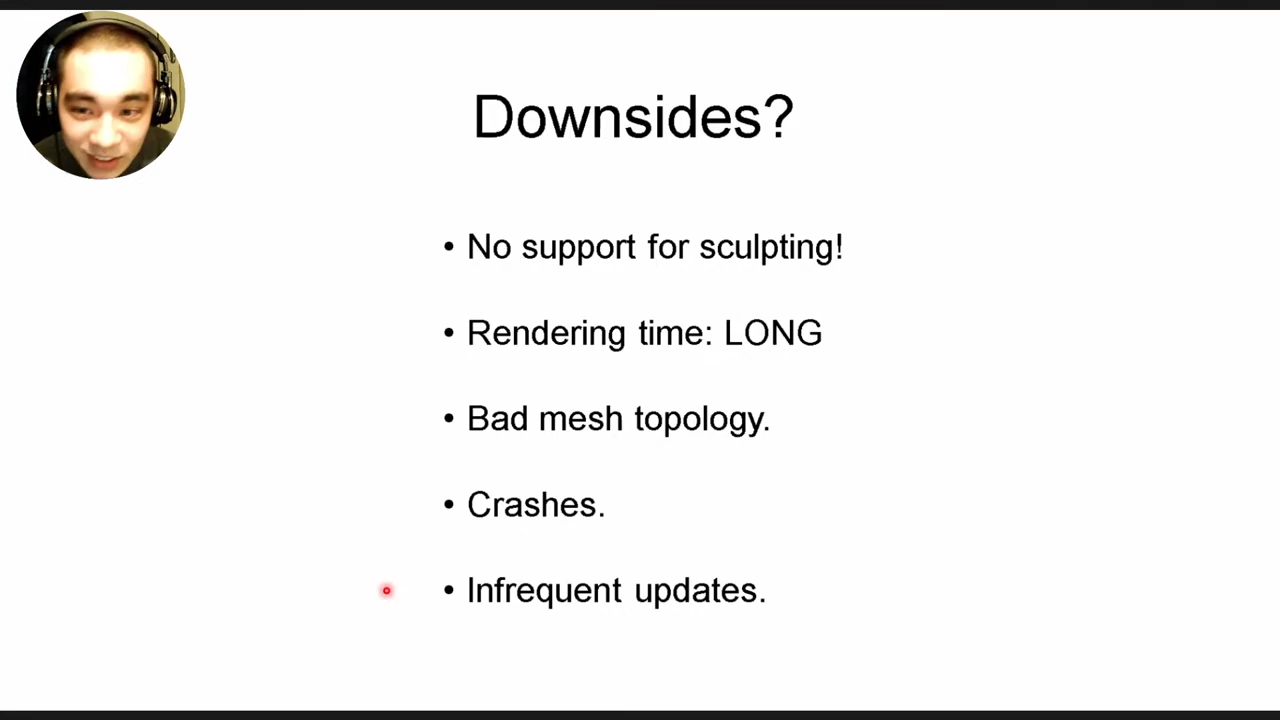 Downsides?
• No support for sculpting!
• Rendering time: LONG
• Bad mesh topology.
• Crashes.
• Infrequent updates.